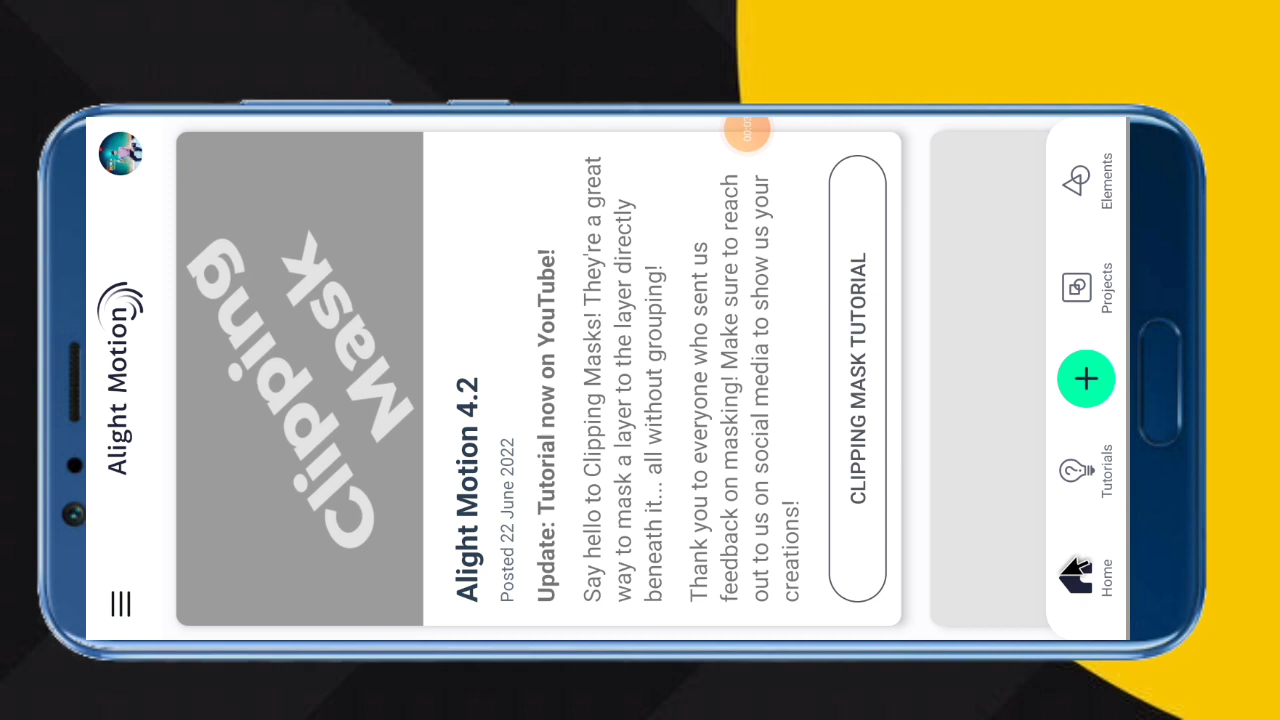 Alight Motion
Clipping
Mask
Alight Motion 4.2
Posted 22 June 2022
Update: Tutorial now on YouTube!
Say hello to Clipping Masks! They're a great
way to mask a layer to the layer directly
beneath it... all without grouping!
Thank you to everyone who sent us
feedback on masking! Make sure to reach
out to us on social media to show us your
creations!
CLIPPING MASK TUTORIAL
Home
Tutorials
Projects
Elements